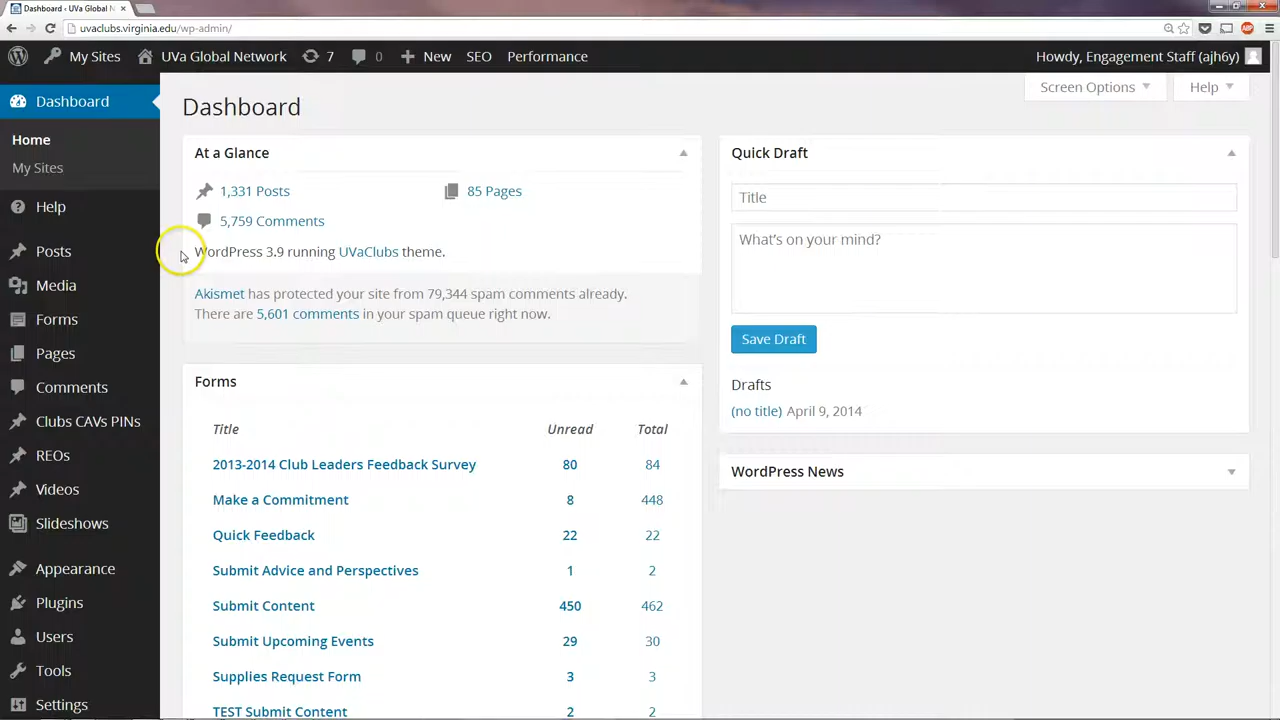 Dashboard ‹ UVa Global N
uvaclubs.virginia.edu/wp-admin/
My Sites UVa Global Network 7 0 New SEO Performance Howdy, Engagement Staff (ajh6y)
Dashboard
Home
My Sites
Help
Posts
Media
Forms
Pages
Comments
Clubs CAVs PINs
REOs
Videos
Slideshows
Appearance
Plugins
Users
Tools
Settings
Screen Options Help
Dashboard
At a Glance
1,331 Posts 85 Pages
5,759 Comments
WordPress 3.9 running UVaClubs theme.
Akismet has protected your site from 79,344 spam comments already.
There are 5,601 comments in your spam queue right now.
Forms
Title Unread Total
2013-2014 Club Leaders Feedback Survey 80 84
Make a Commitment 8 448
Quick Feedback 22 22
Submit Advice and Perspectives 1 2
Submit Content 450 462
Submit Upcoming Events 29 30
Supplies Request Form 3 3
TEST Submit Content 2 2
Quick Draft
Title
What's on your mind?
Save Draft
Drafts
(no title) April 9, 2014
WordPress News